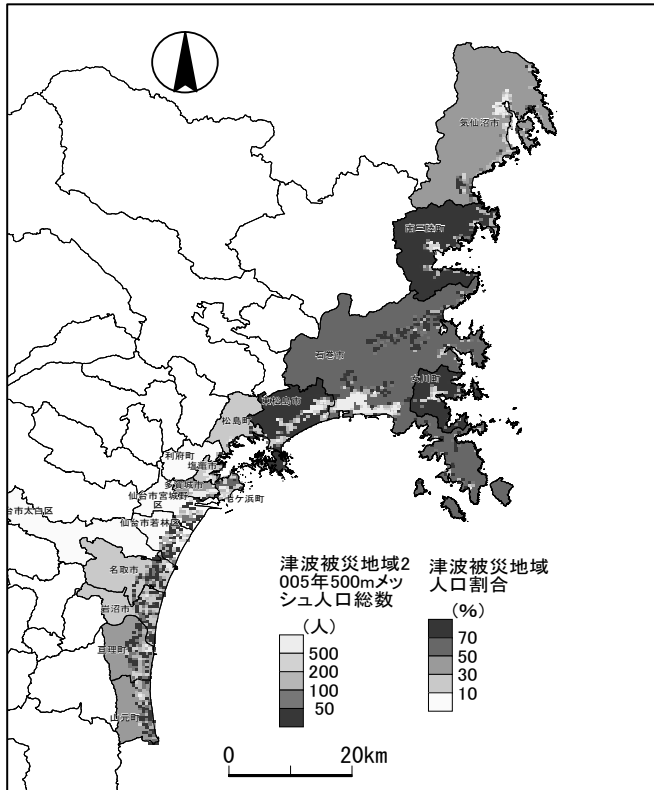 気仙沼市
南三陸町
石巻市
女川町
東松島市
松島町
利府町
塩竈市
多賀城市
仙台市宮城野
区
七ケ浜町
台市太白区
仙台市若林区
名取市
岩沼市
亘理町
山元町
津波被災地域2
005年500mメッ
シュ人口総数
(人)
500
200
100
50
津波被災地域
人口割合
(%)
70
50
30
10
0
20km